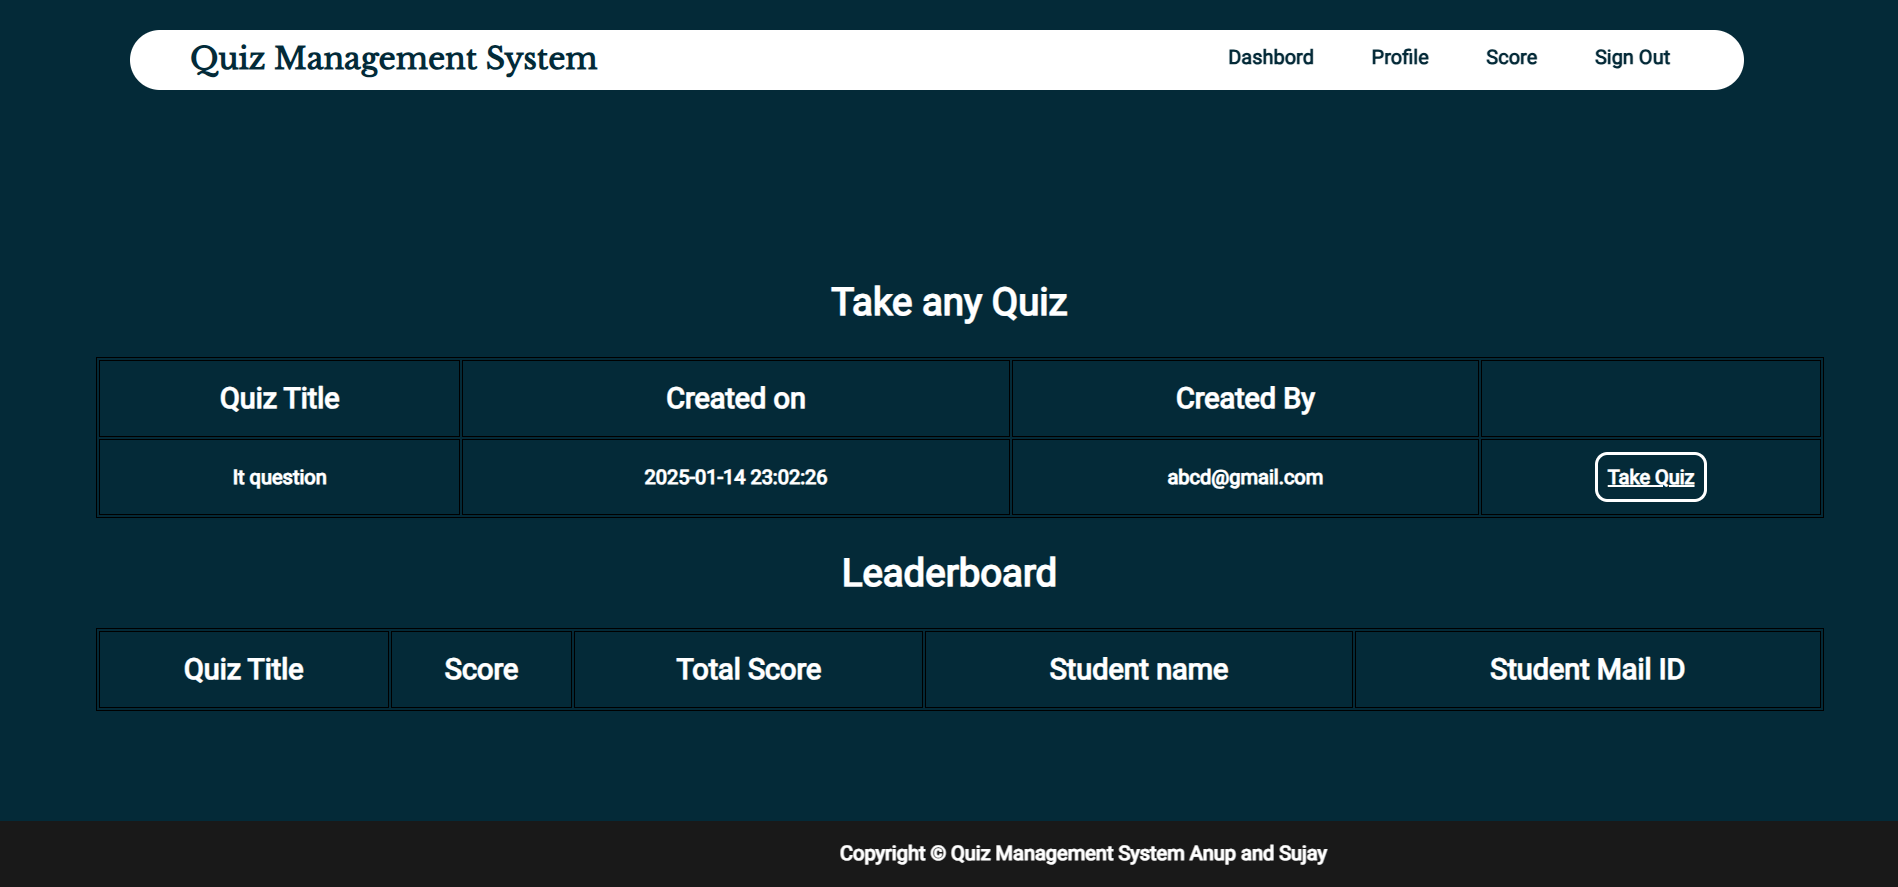 Quiz Management System Dashbord Profile Score Sign Out
Take any Quiz
Quiz Title Created on Created By
It question 2025-01-14 23:02:26 abcd@gmail.com Take Quiz
Leaderboard
Quiz Title Score Total Score Student name Student Mail ID
Copyright © Quiz Management System Anup and Sujay